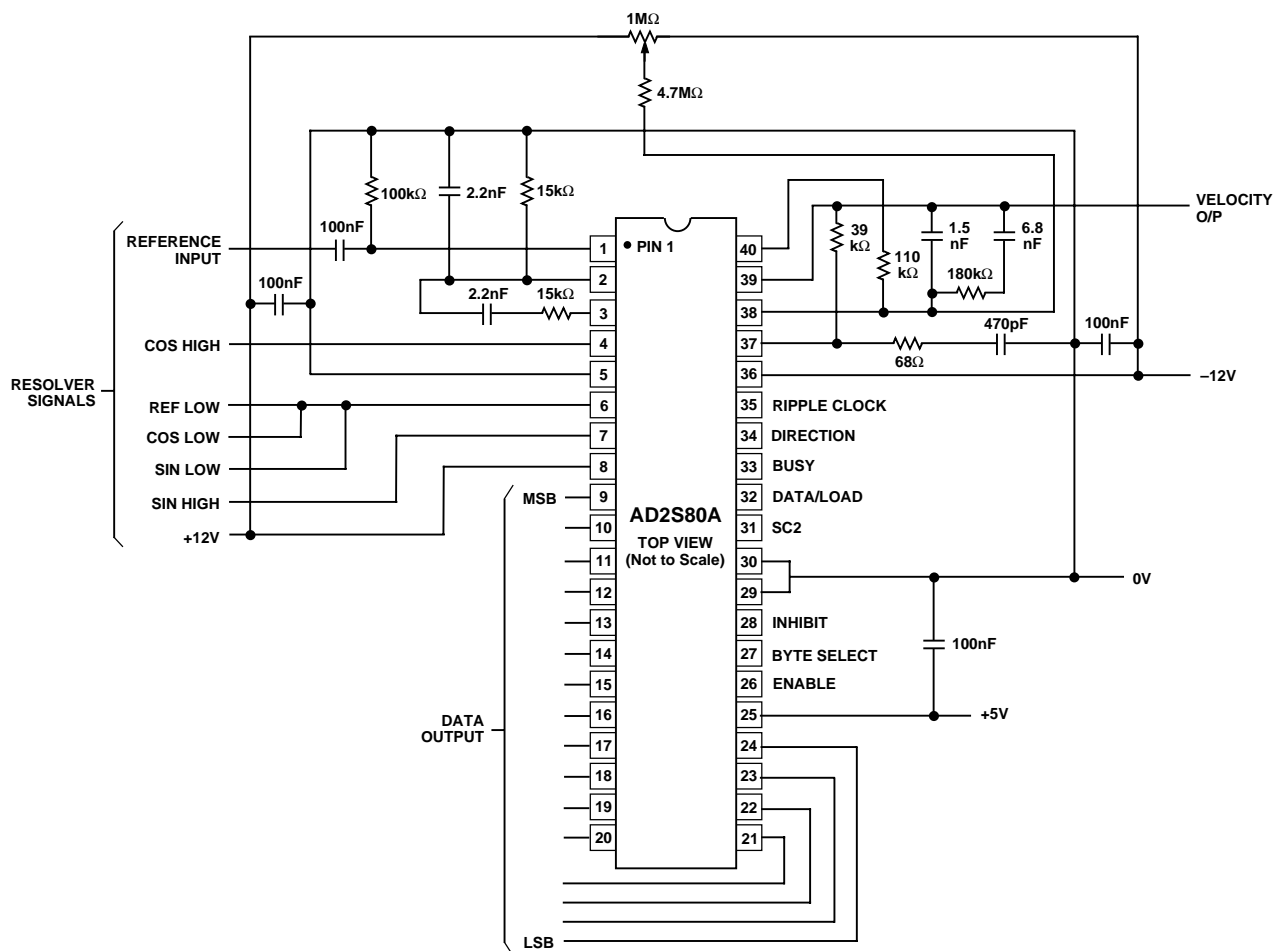 1MΩ
4.7MΩ
100kΩ
2.2nF
15kΩ
100nF
REFERENCE
INPUT
100nF
2.2nF
15kΩ
COS HIGH
RESOLVER
SIGNALS
REF LOW
COS LOW
SIN LOW
SIN HIGH
+12V
MSB
DATA
OUTPUT
LSB
PIN 1
AD2S80A
TOP VIEW
(Not to Scale)
1
2
3
4
5
6
7
8
9
10
11
12
13
14
15
16
17
18
19
20
40
39
38
37
36
35
34
33
32
31
30
29
28
27
26
25
24
23
22
21
VELOCITY
O/P
39
kΩ
110
kΩ
1.5
nF
6.8
nF
180kΩ
68Ω
470pF
100nF
–12V
RIPPLE CLOCK
DIRECTION
BUSY
DATA/LOAD
SC2
0V
INHIBIT
BYTE SELECT
ENABLE
100nF
+5V